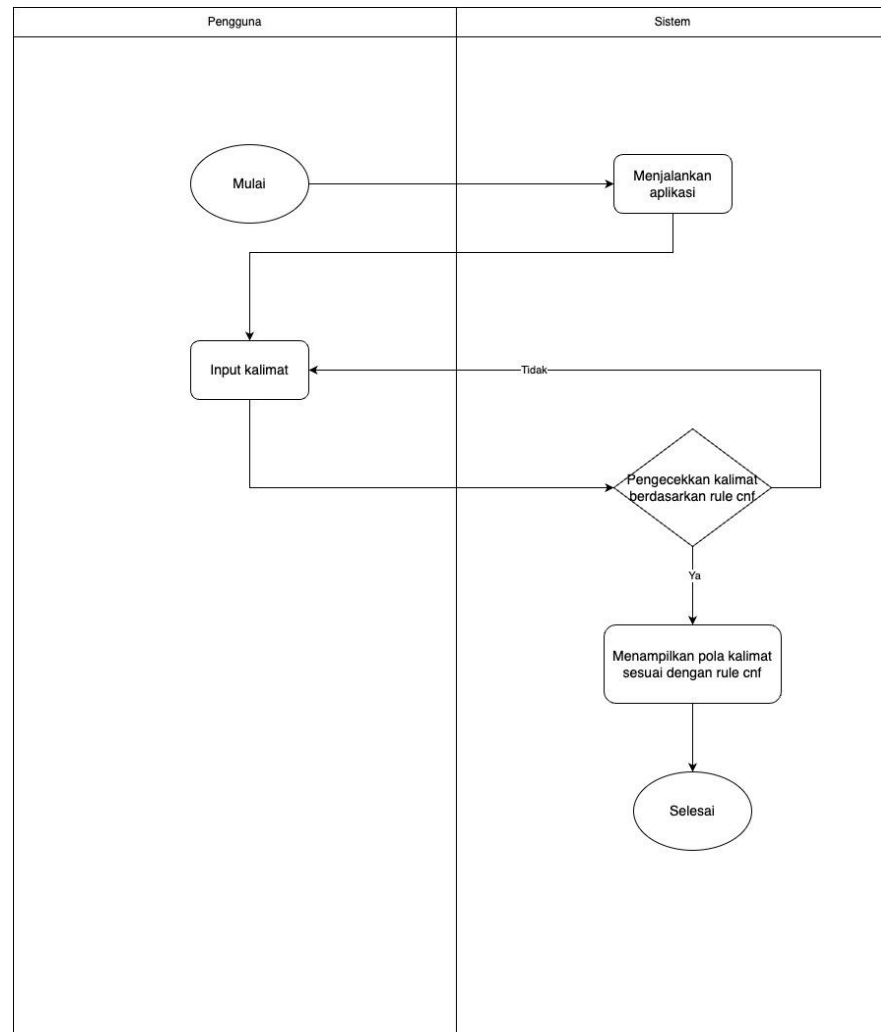 Pengguna
Sistem
Mulai
Menjalankan
aplikasi
Input kalimat
Tidak
Pengecekkan kalimat
berdasarkan rule cnf
Ya
Menampilkan pola kalimat
sesuai dengan rule cnf
Selesai